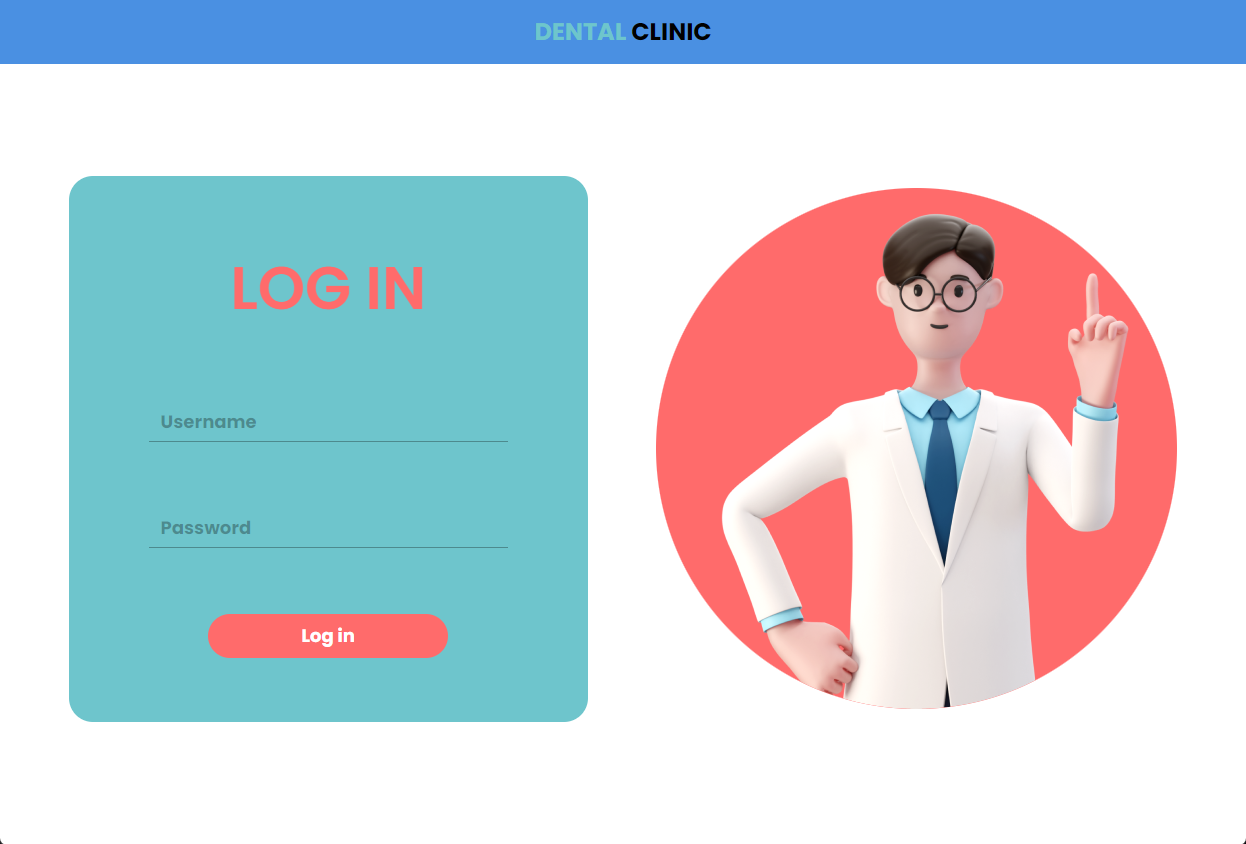 DENTAL CLINIC
LOG IN
Username
Password
Log in